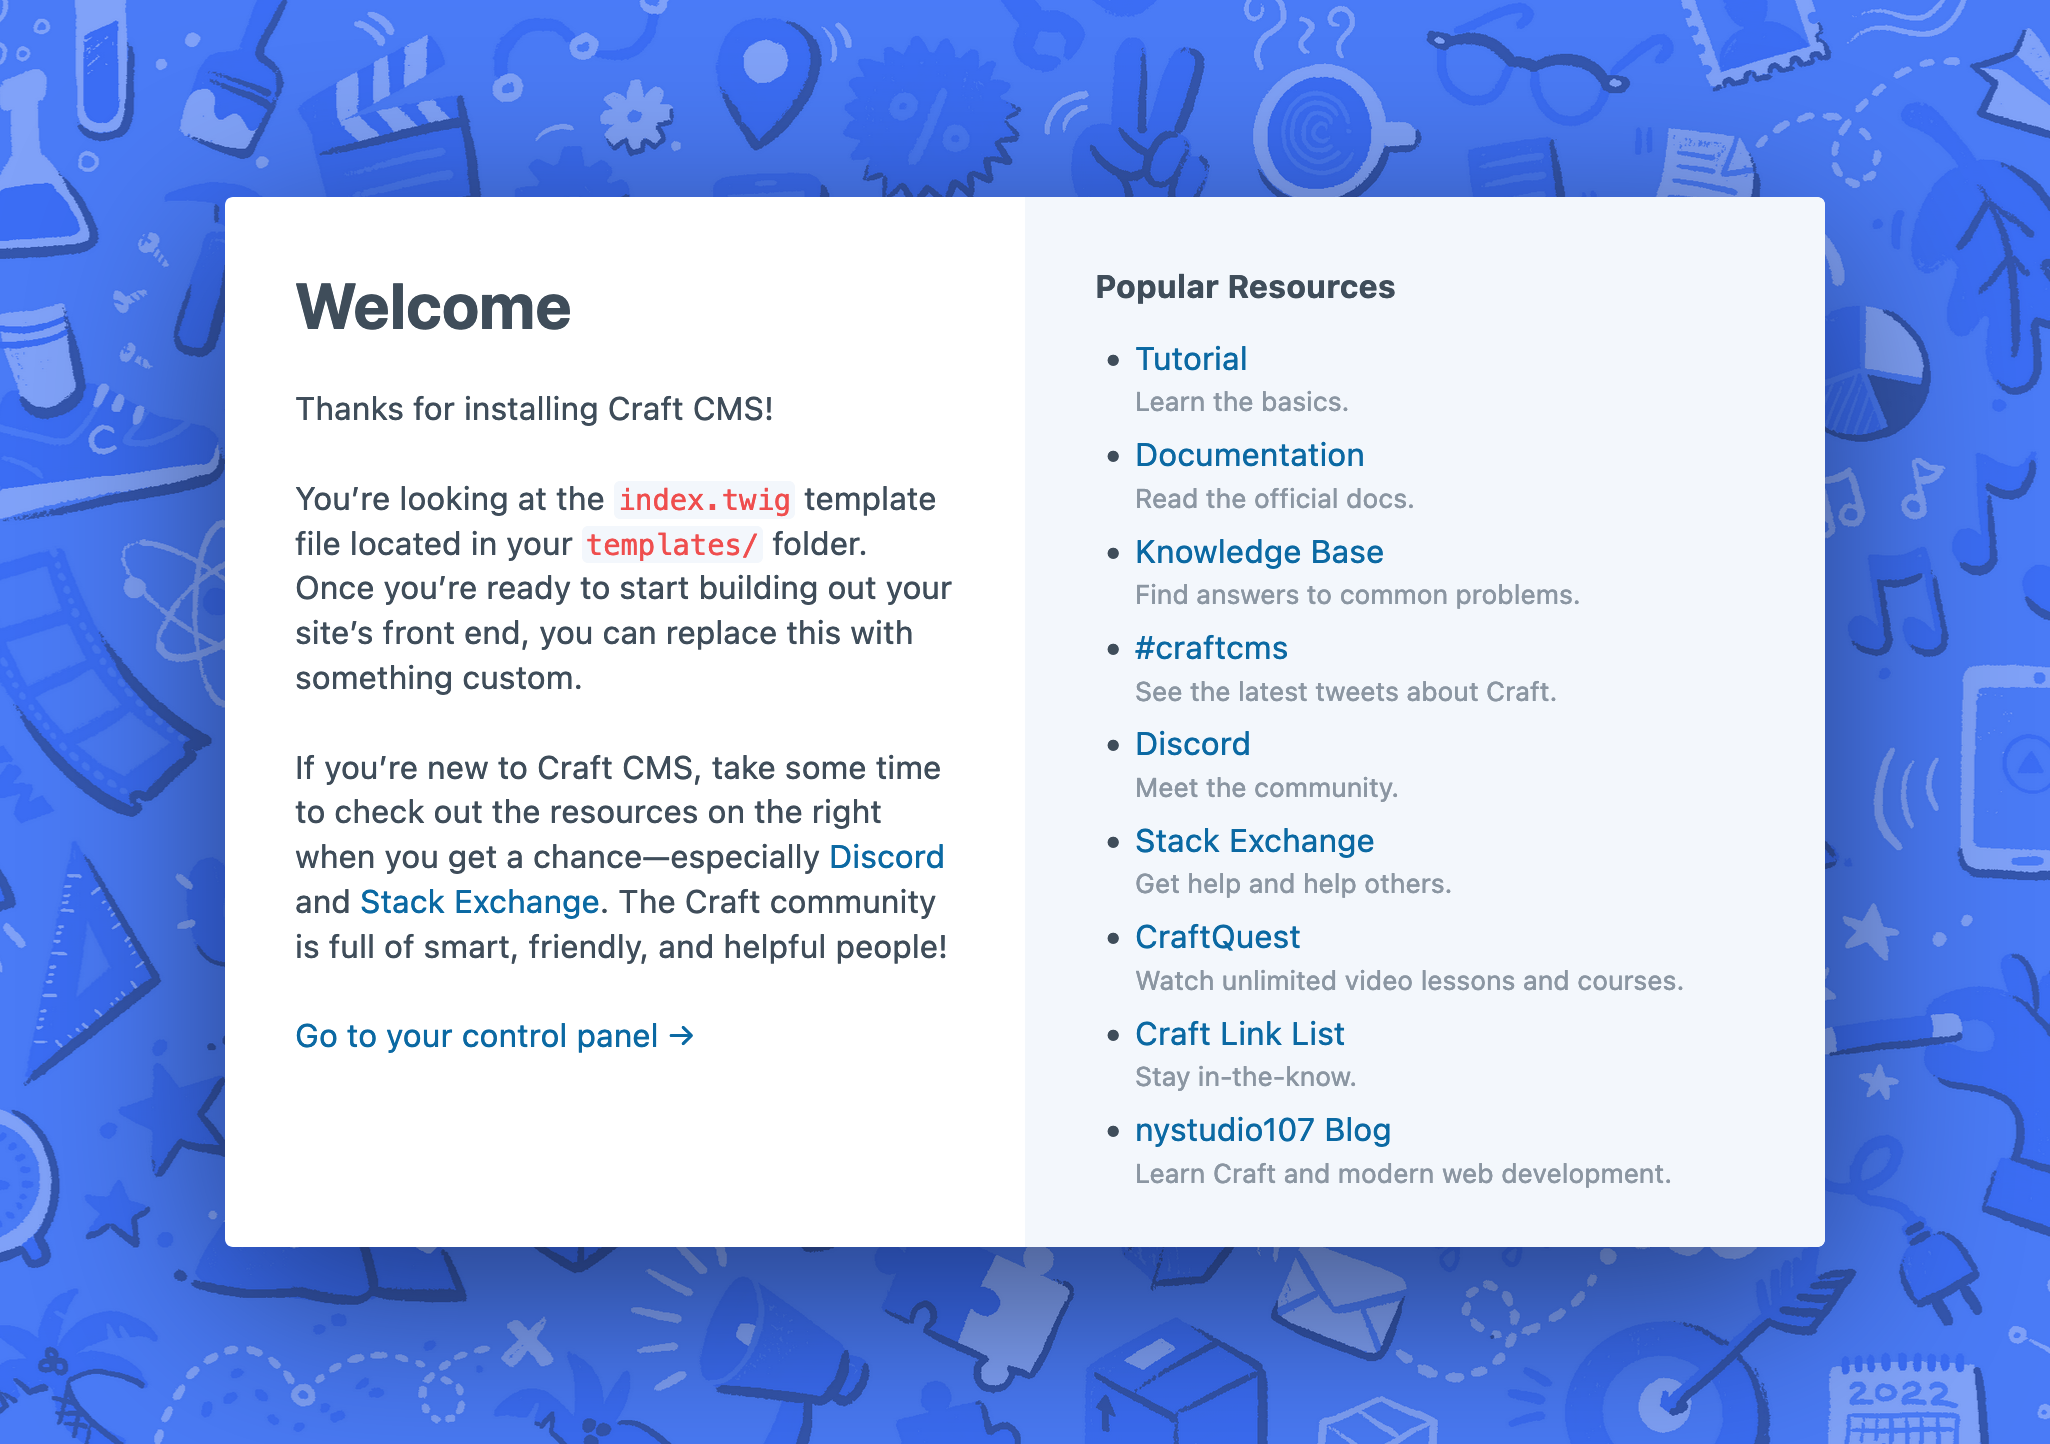 Welcome
Thanks for installing Craft CMS!
You’re looking at the index.twig template
file located in your templates/ folder.
Once you’re ready to start building out your
site’s front end, you can replace this with
something custom.
If you’re new to Craft CMS, take some time
to check out the resources on the right
when you get a chance—especially Discord
and Stack Exchange. The Craft community
is full of smart, friendly, and helpful people!
Go to your control panel →
Popular Resources
• Tutorial
Learn the basics.
• Documentation
Read the official docs.
• Knowledge Base
Find answers to common problems.
• #craftcms
See the latest tweets about Craft.
• Discord
Meet the community.
• Stack Exchange
Get help and help others.
• CraftQuest
Watch unlimited video lessons and courses.
• Craft Link List
Stay in-the-know.
• nystudio107 Blog
Learn Craft and modern web development.
C
%
2022